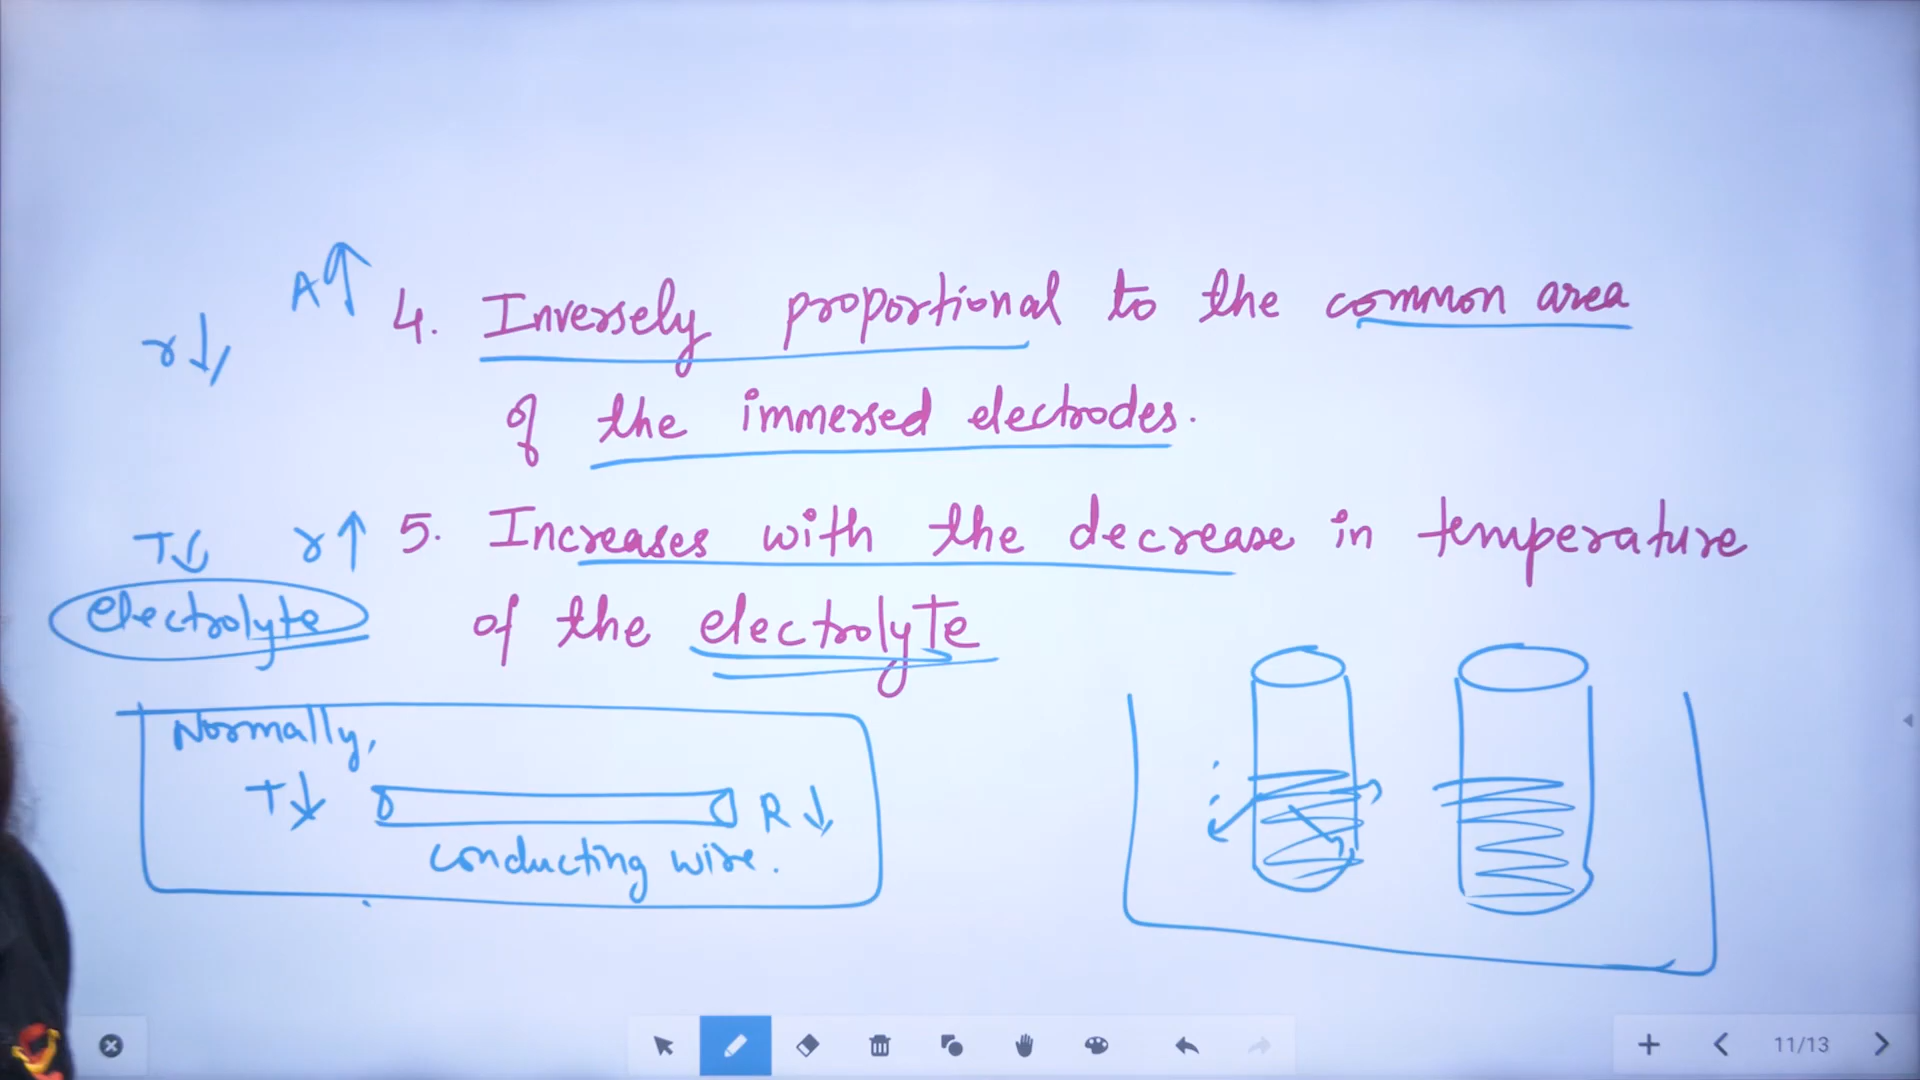 A↑
r↓
4. Inversely proportional to the common area
of the immersed electrodes.
T↓ r↑
5. Increases with the decrease in temperature
of the electrolyte
electrolyte
Normally,
T↓ R↓
conducting wire.
11/13